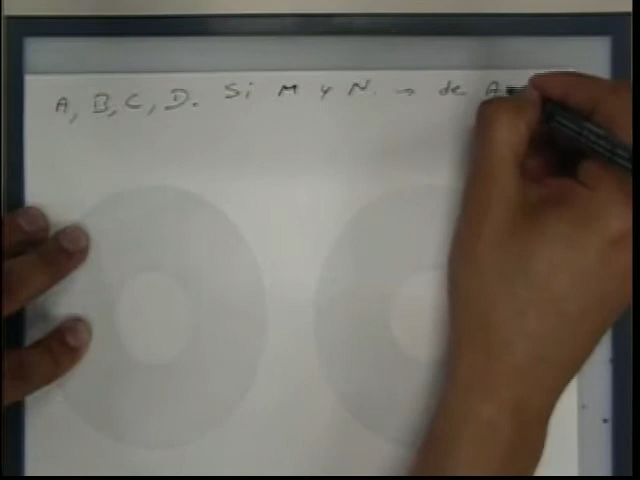 A, B, C, D. Si M y N → de A